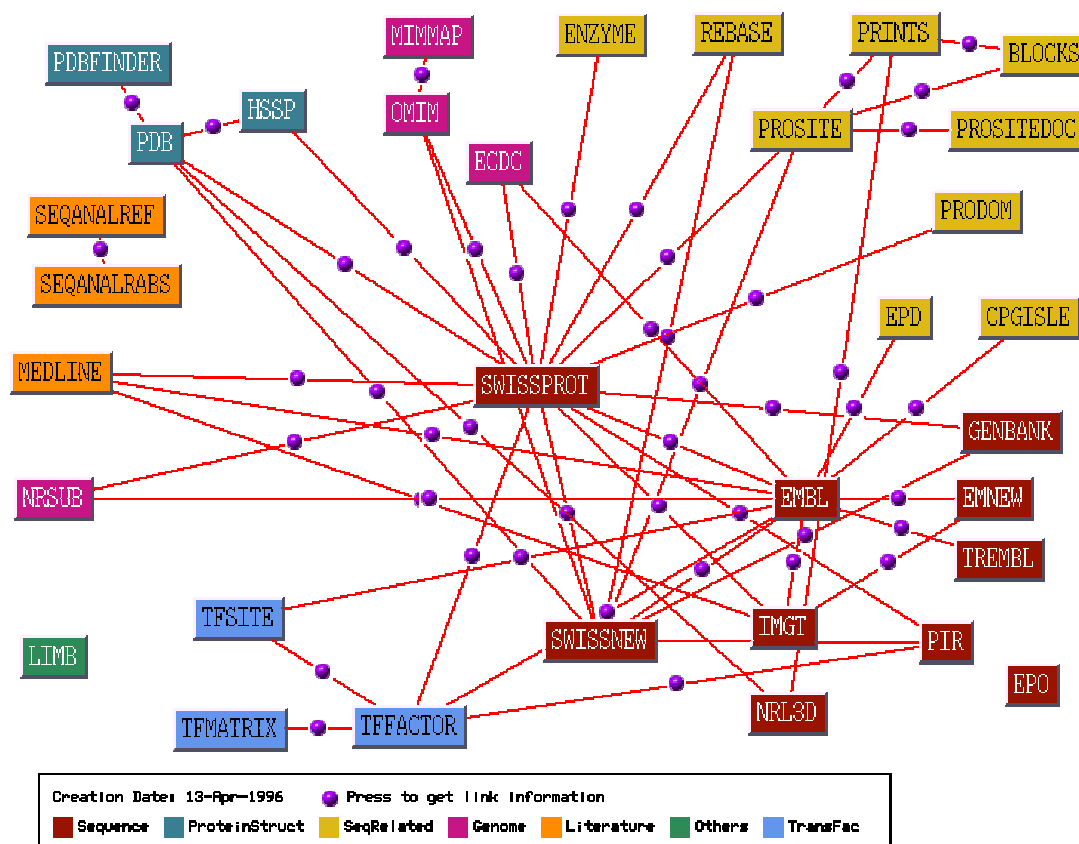 MIMMAP
ENZYME
REBASE
PRINTS
BLOCKS
PDBFINDER
HSSP
OMIM
PDB
ECDC
PROSITE
PROSITEDOC
SEQANALREF
PRODOM
SEQANALRABS
EPD
CPGISLE
MEDLINE
SWISSPROT
GENBANK
NRSUB
EMBL
EMNEW
TREMBL
TFSITE
SWISSNEW
IMGT
PIR
LIMB
EPO
TFMATRIX
TFFACTOR
NRL3D
Creation Date: 13-Apr-1996 Press to get link information
Sequence ProteinStruct SeqRelated Genome Literature Others TransFac